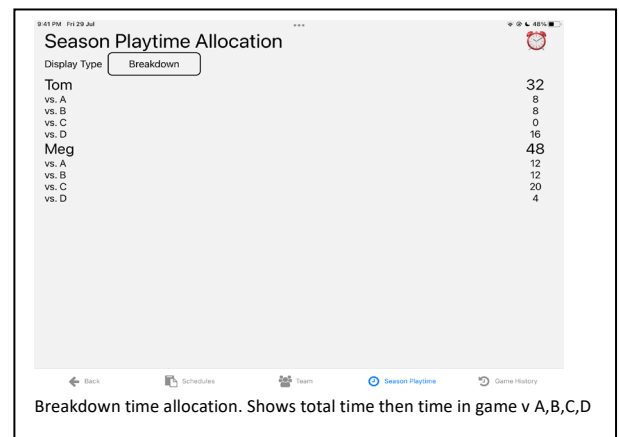 9:41 PM Fri 29 Jul 48%
Season Playtime Allocation
Display Type Breakdown
Tom 32
vs. A 8
vs. B 8
vs. C 0
vs. D 16
Meg 48
vs. A 12
vs. B 12
vs. C 20
vs. D 4
Back Schedules Team Season Playtime Game History
Breakdown time allocation. Shows total time then time in game v A,B,C,D